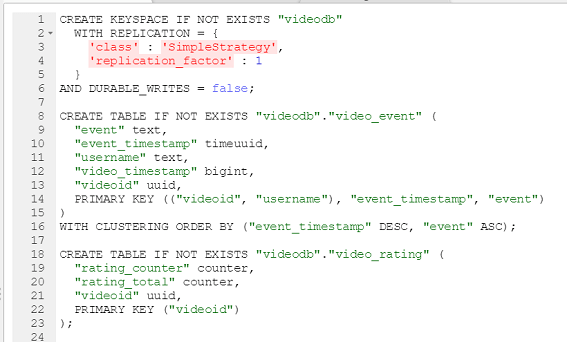 1 CREATE KEYSPACE IF NOT EXISTS "videodb"
2 WITH REPLICATION = {
3 'class' : 'SimpleStrategy',
4 'replication_factor' : 1
5 }
6 AND DURABLE_WRITES = false;
7
8 CREATE TABLE IF NOT EXISTS "videodb"."video_event" (
9 "event" text,
10 "event_timestamp" timeuuid,
11 "username" text,
12 "video_timestamp" bigint,
13 "videoid" uuid,
14 PRIMARY KEY (("videoid", "username"), "event_timestamp", "event")
15 )
16 WITH CLUSTERING ORDER BY ("event_timestamp" DESC, "event" ASC);
17
18 CREATE TABLE IF NOT EXISTS "videodb"."video_rating" (
19 "rating_counter" counter,
20 "rating_total" counter,
21 "videoid" uuid,
22 PRIMARY KEY ("videoid")
23 );
24